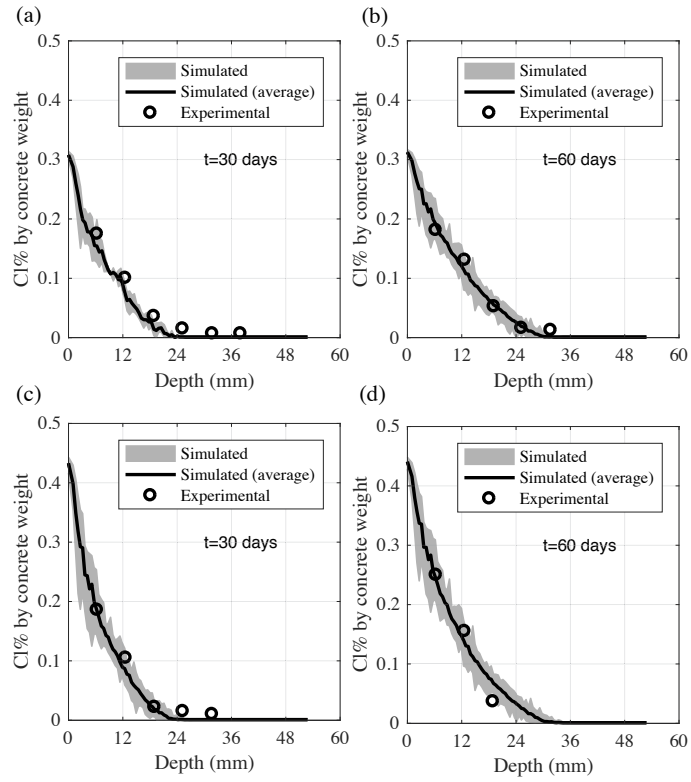 (a)
Cl% by concrete weight
0.5
0.4
0.3
0.2
0.1
0
Simulated
Simulated (average)
Experimental
t=30 days
0 12 24 36 48 60
Depth (mm)
(b)
Cl% by concrete weight
0.5
0.4
0.3
0.2
0.1
0
Simulated
Simulated (average)
Experimental
t=60 days
0 12 24 36 48 60
Depth (mm)
(c)
Cl% by concrete weight
0.5
0.4
0.3
0.2
0.1
0
Simulated
Simulated (average)
Experimental
t=30 days
0 12 24 36 48 60
Depth (mm)
(d)
Cl% by concrete weight
0.5
0.4
0.3
0.2
0.1
0
Simulated
Simulated (average)
Experimental
t=60 days
0 12 24 36 48 60
Depth (mm)